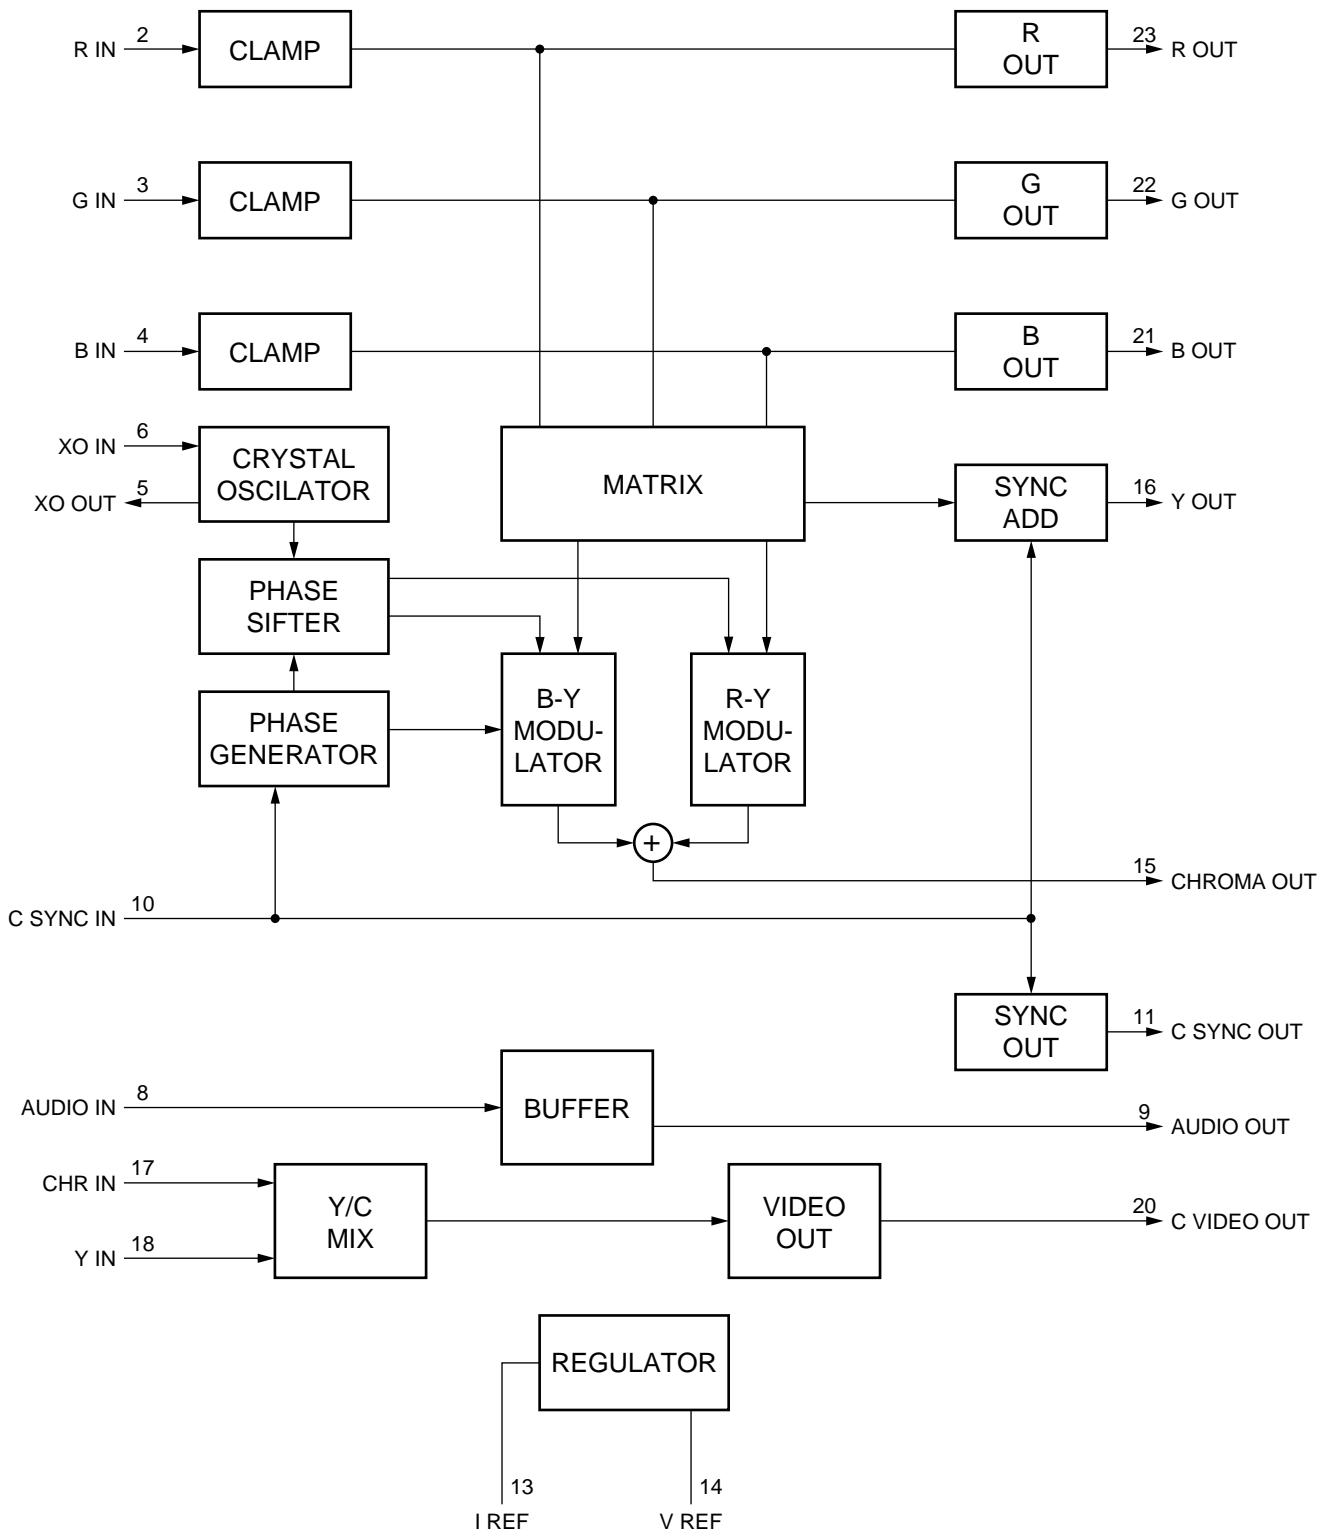 R IN 2 CLAMP R OUT 23 R OUT
G IN 3 CLAMP G OUT 22 G OUT
B IN 4 CLAMP B OUT 21 B OUT
XO IN 6
XO OUT 5
CRYSTAL
OSCILATOR
MATRIX
SYNC
ADD
16 Y OUT
PHASE
SIFTER
PHASE
GENERATOR
B-Y
MODU-
LATOR
R-Y
MODU-
LATOR
+
15 CHROMA OUT
C SYNC IN 10
SYNC
OUT
11 C SYNC OUT
AUDIO IN 8 BUFFER 9 AUDIO OUT
CHR IN 17
Y IN 18
Y/C
MIX
VIDEO
OUT
20 C VIDEO OUT
REGULATOR
13 14
I REF V REF